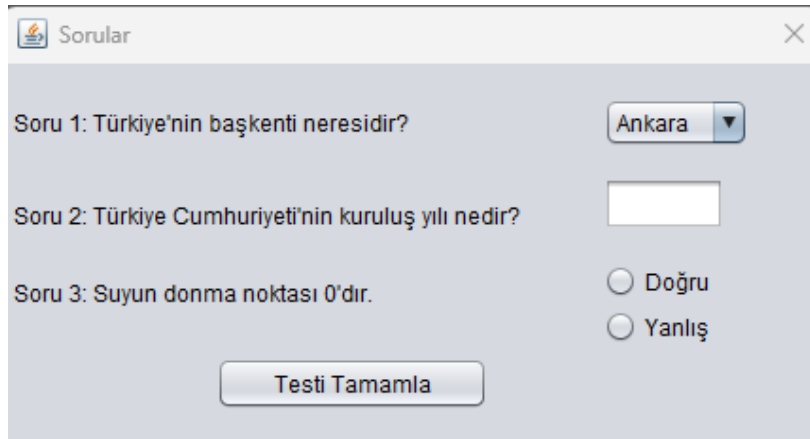 Sorular
Soru 1: Türkiye'nin başkenti neresidir? Ankara
Soru 2: Türkiye Cumhuriyeti'nin kuruluş yılı nedir?
Soru 3: Suyun donma noktası 0'dır. Doğru
Yanlış
Testi Tamamla